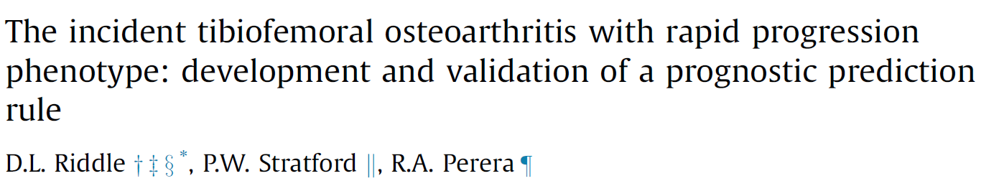 The incident tibiofemoral osteoarthritis with rapid progression
phenotype: development and validation of a prognostic prediction
rule
D.L. Riddle † ‡ § *, P.W. Stratford ||, R.A. Perera ¶